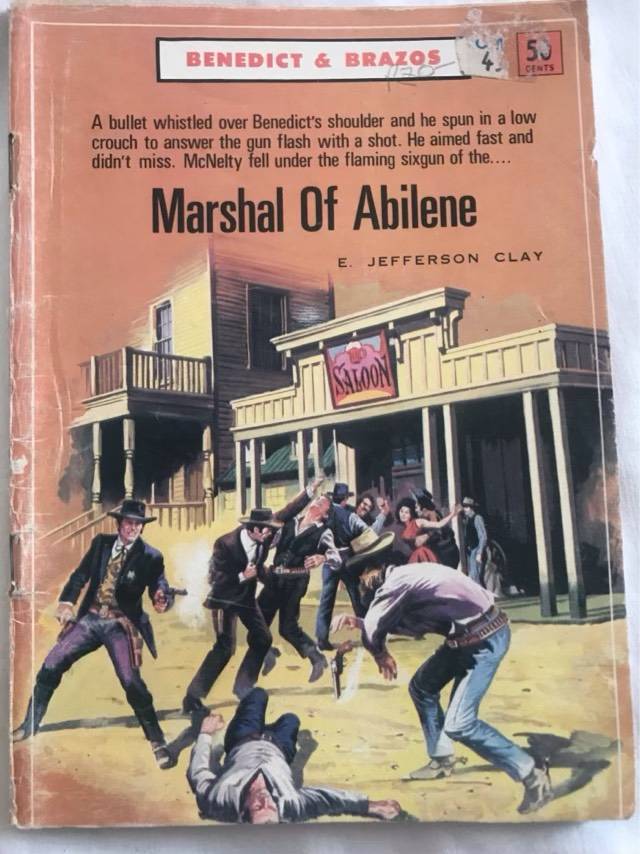 BENEDICT & BRAZOS
50
CENTS
A bullet whistled over Benedict's shoulder and he spun in a low
crouch to answer the gun flash with a shot. He aimed fast and
didn't miss. McNelty fell under the flaming sixgun of the....
Marshal Of Abilene
E. JEFFERSON CLAY
SALOON